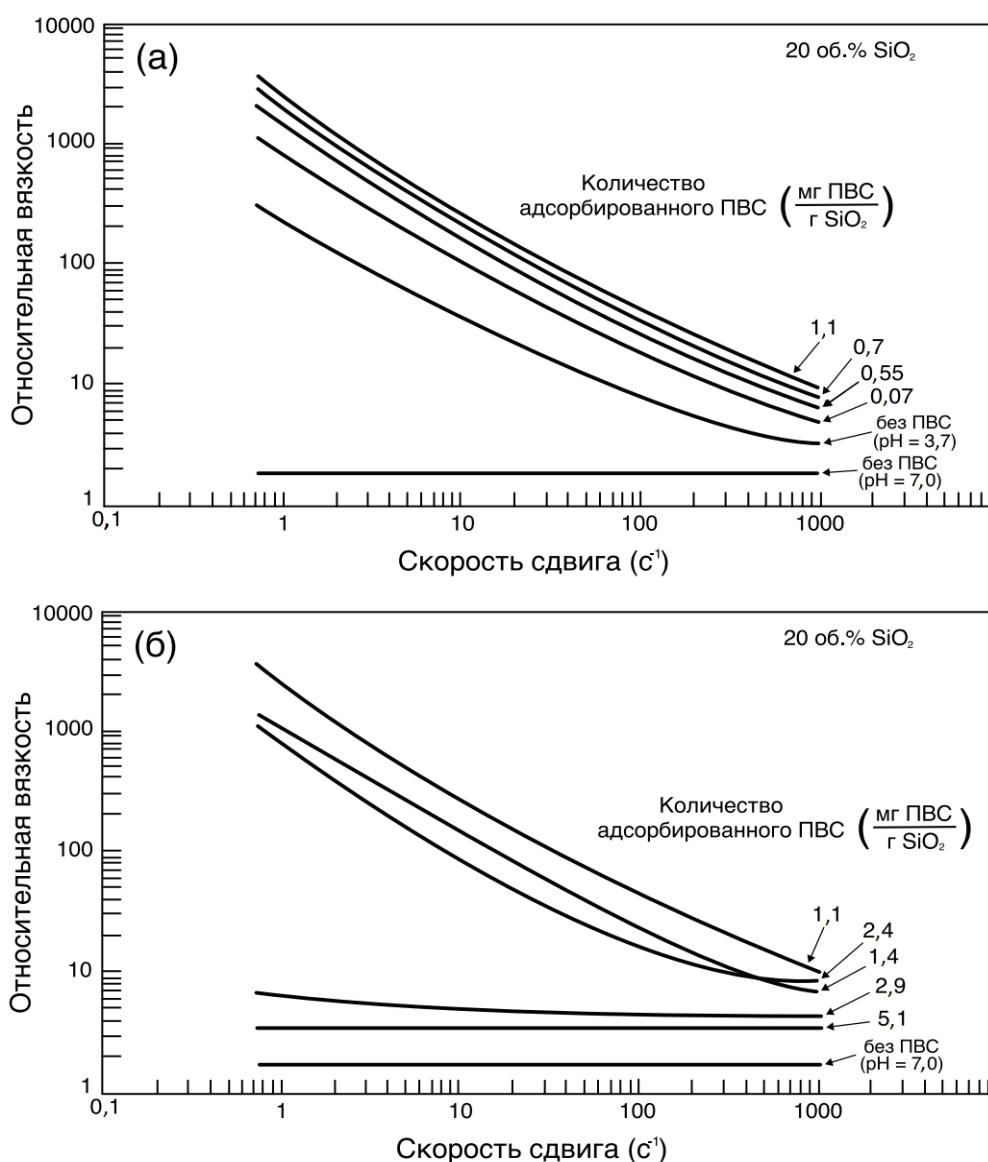 (а)
20 об.% SiO₂
Относительная вязкость
10000
1000
100
10
1
Количество
адсорбированного ПВС (мг ПВС
г SiO₂)
1,1
0,7
0,55
0,07
без ПВС
(pH = 3,7)
без ПВС
(pH = 7,0)
0,1
1
10
100
1000
Скорость сдвига (с⁻¹)
(б)
20 об.% SiO₂
Относительная вязкость
10000
1000
100
10
1
Количество
адсорбированного ПВС (мг ПВС
г SiO₂)
1,1
2,4
1,4
2,9
5,1
без ПВС
(pH = 7,0)
0,1
1
10
100
1000
Скорость сдвига (с⁻¹)